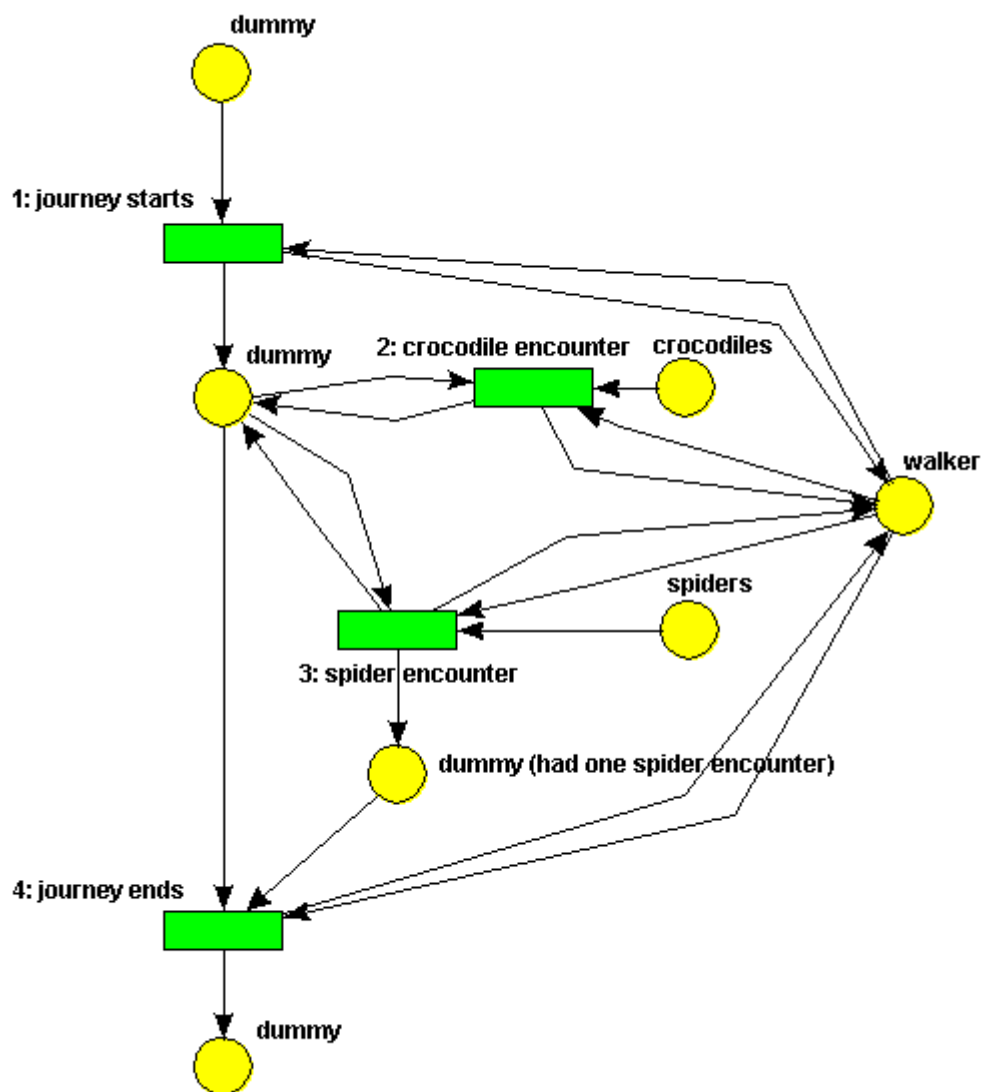 dummy
1: journey starts
dummy
2: crocodile encounter
crocodiles
walker
spiders
3: spider encounter
dummy (had one spider encounter)
4: journey ends
dummy